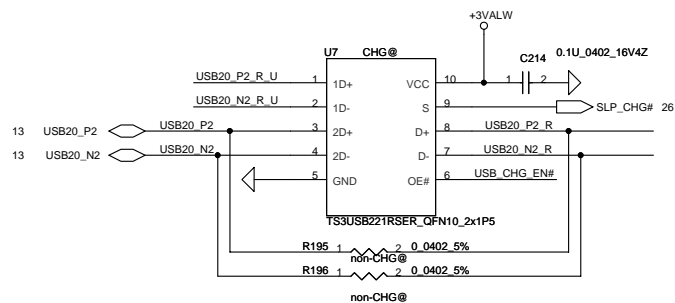 +3VALW
U7 CHG@
C214 0.1U_0402_16V4Z
USB20_P2_R_U 1 1D+ VCC 10 1 2
USB20_N2_R_U 2 1D- S 9 SLP_CHG# 26
13 USB20_P2 USB20_P2 3 2D+ D+ 8 USB20_P2_R
13 USB20_N2 USB20_N2 4 2D- D- 7 USB20_N2_R
5 GND OE# 6 USB_CHG_EN#
TS3USB221RSER_QFN10_2x1P5
R195 1 2 0_0402_5%
non-CHG@
R196 1 2 0_0402_5%
non-CHG@